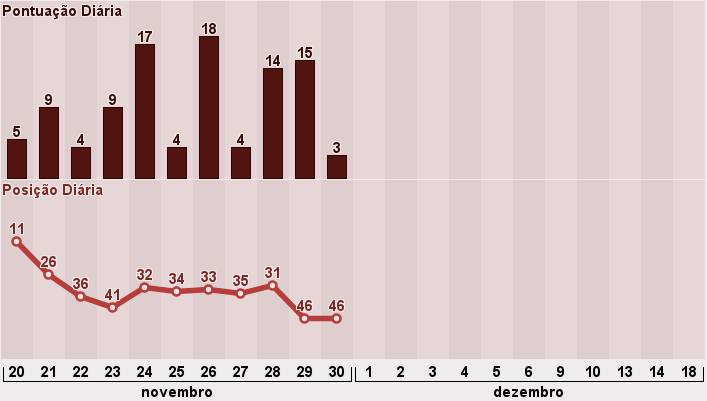 Pontuação Diária
5 9 4 9 17 4 18 4 14 15 3
Posição Diária
11 26 36 41 32 34 33 35 31 46 46
20 21 22 23 24 25 26 27 28 29 30 1 2 3 4 5 6 9 10 13 14 18
novembro dezembro